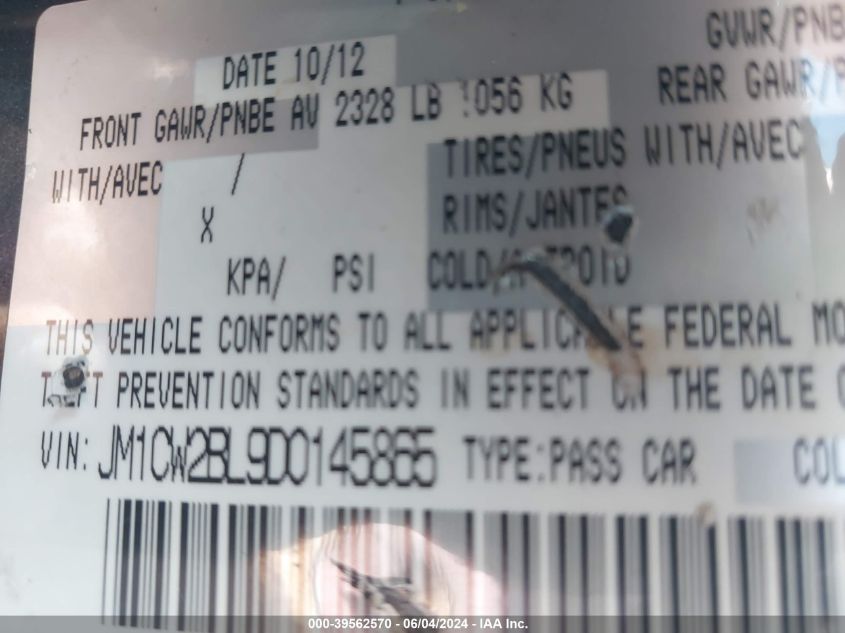 GVWR/PNB
DATE 10/12
FRONT GAWR/PNBE AV 2328 LB 1056 KG REAR GAWR/P
WITH/AVEC / TIRES/PNEUS WITH/AVEC
X RIMS/JANTES
KPA/ PSI
THIS VEHICLE CONFORMS TO ALL FEDERAL MO
PREVENTION STANDARDS IN EFFECT ON THE DATE
VIN: JM1CW2BL9D0145865 TYPE:PASS CAR COL
000-39562570 - 06/04/2024 - IAA Inc.